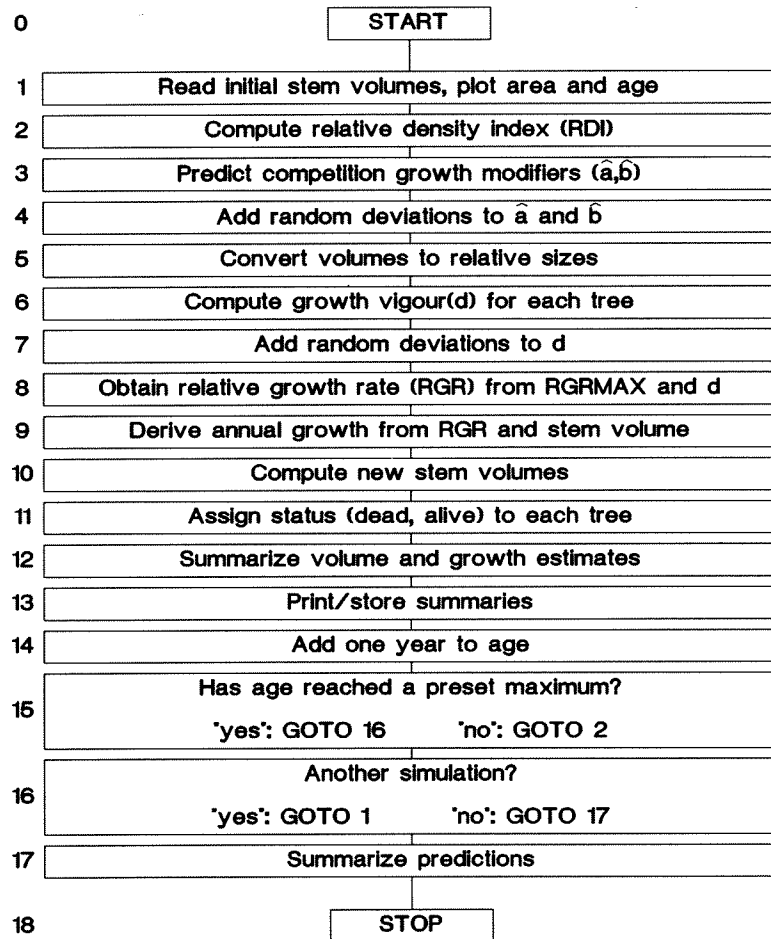 0 START
1 Read initial stem volumes, plot area and age
2 Compute relative density index (RDI)
3 Predict competition growth modifiers (â,b̂)
4 Add random deviations to â and b̂
5 Convert volumes to relative sizes
6 Compute growth vigour(d) for each tree
7 Add random deviations to d
8 Obtain relative growth rate (RGR) from RGRMAX and d
9 Derive annual growth from RGR and stem volume
10 Compute new stem volumes
11 Assign status (dead, alive) to each tree
12 Summarize volume and growth estimates
13 Print/store summaries
14 Add one year to age
15 Has age reached a preset maximum?
"yes": GOTO 16 "no": GOTO 2
16 Another simulation?
"yes": GOTO 1 "no": GOTO 17
17 Summarize predictions
18 STOP